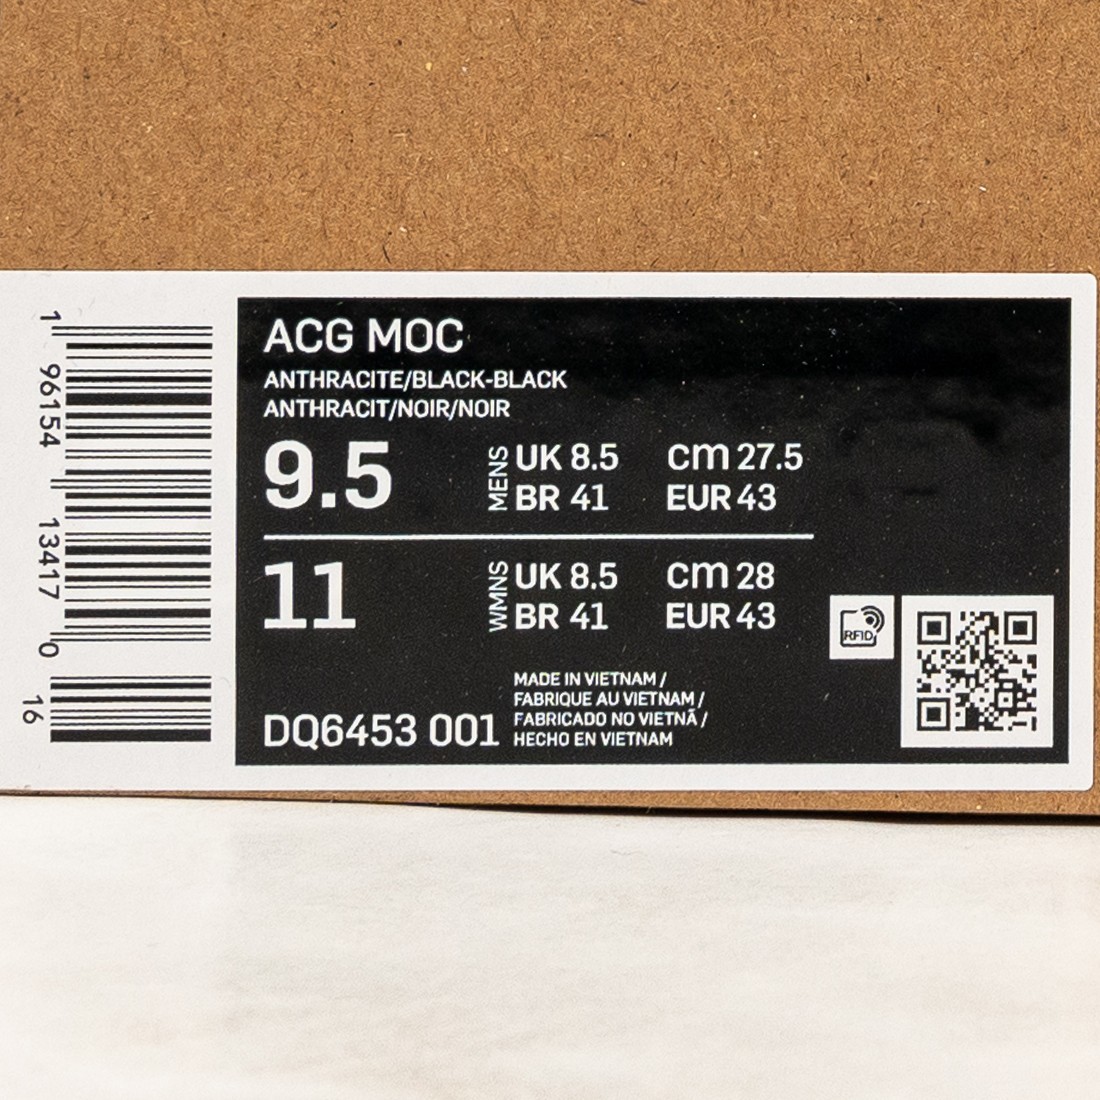 1 96154 13417 0 16
ACG MOC
ANTHRACITE/BLACK-BLACK
ANTHRACIT/NOIR/NOIR
9.5 MENS UK 8.5 cm 27.5
BR 41 EUR 43
11 WMNS UK 8.5 cm 28
BR 41 EUR 43
RFID
MADE IN VIETNAM /
FABRIQUE AU VIETNAM /
FABRICADO NO VIETNÃ /
DQ6453 001 HECHO EN VIETNAM